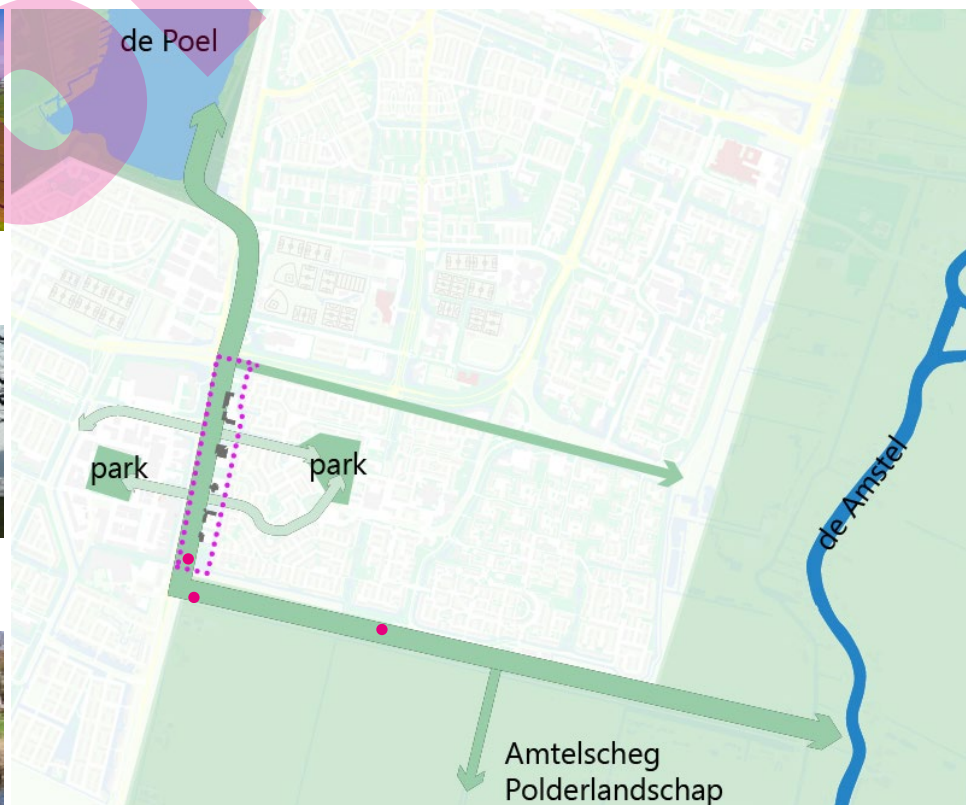 de Poel
park
park
de Amstel
Amtelscheg
Polderlandschap